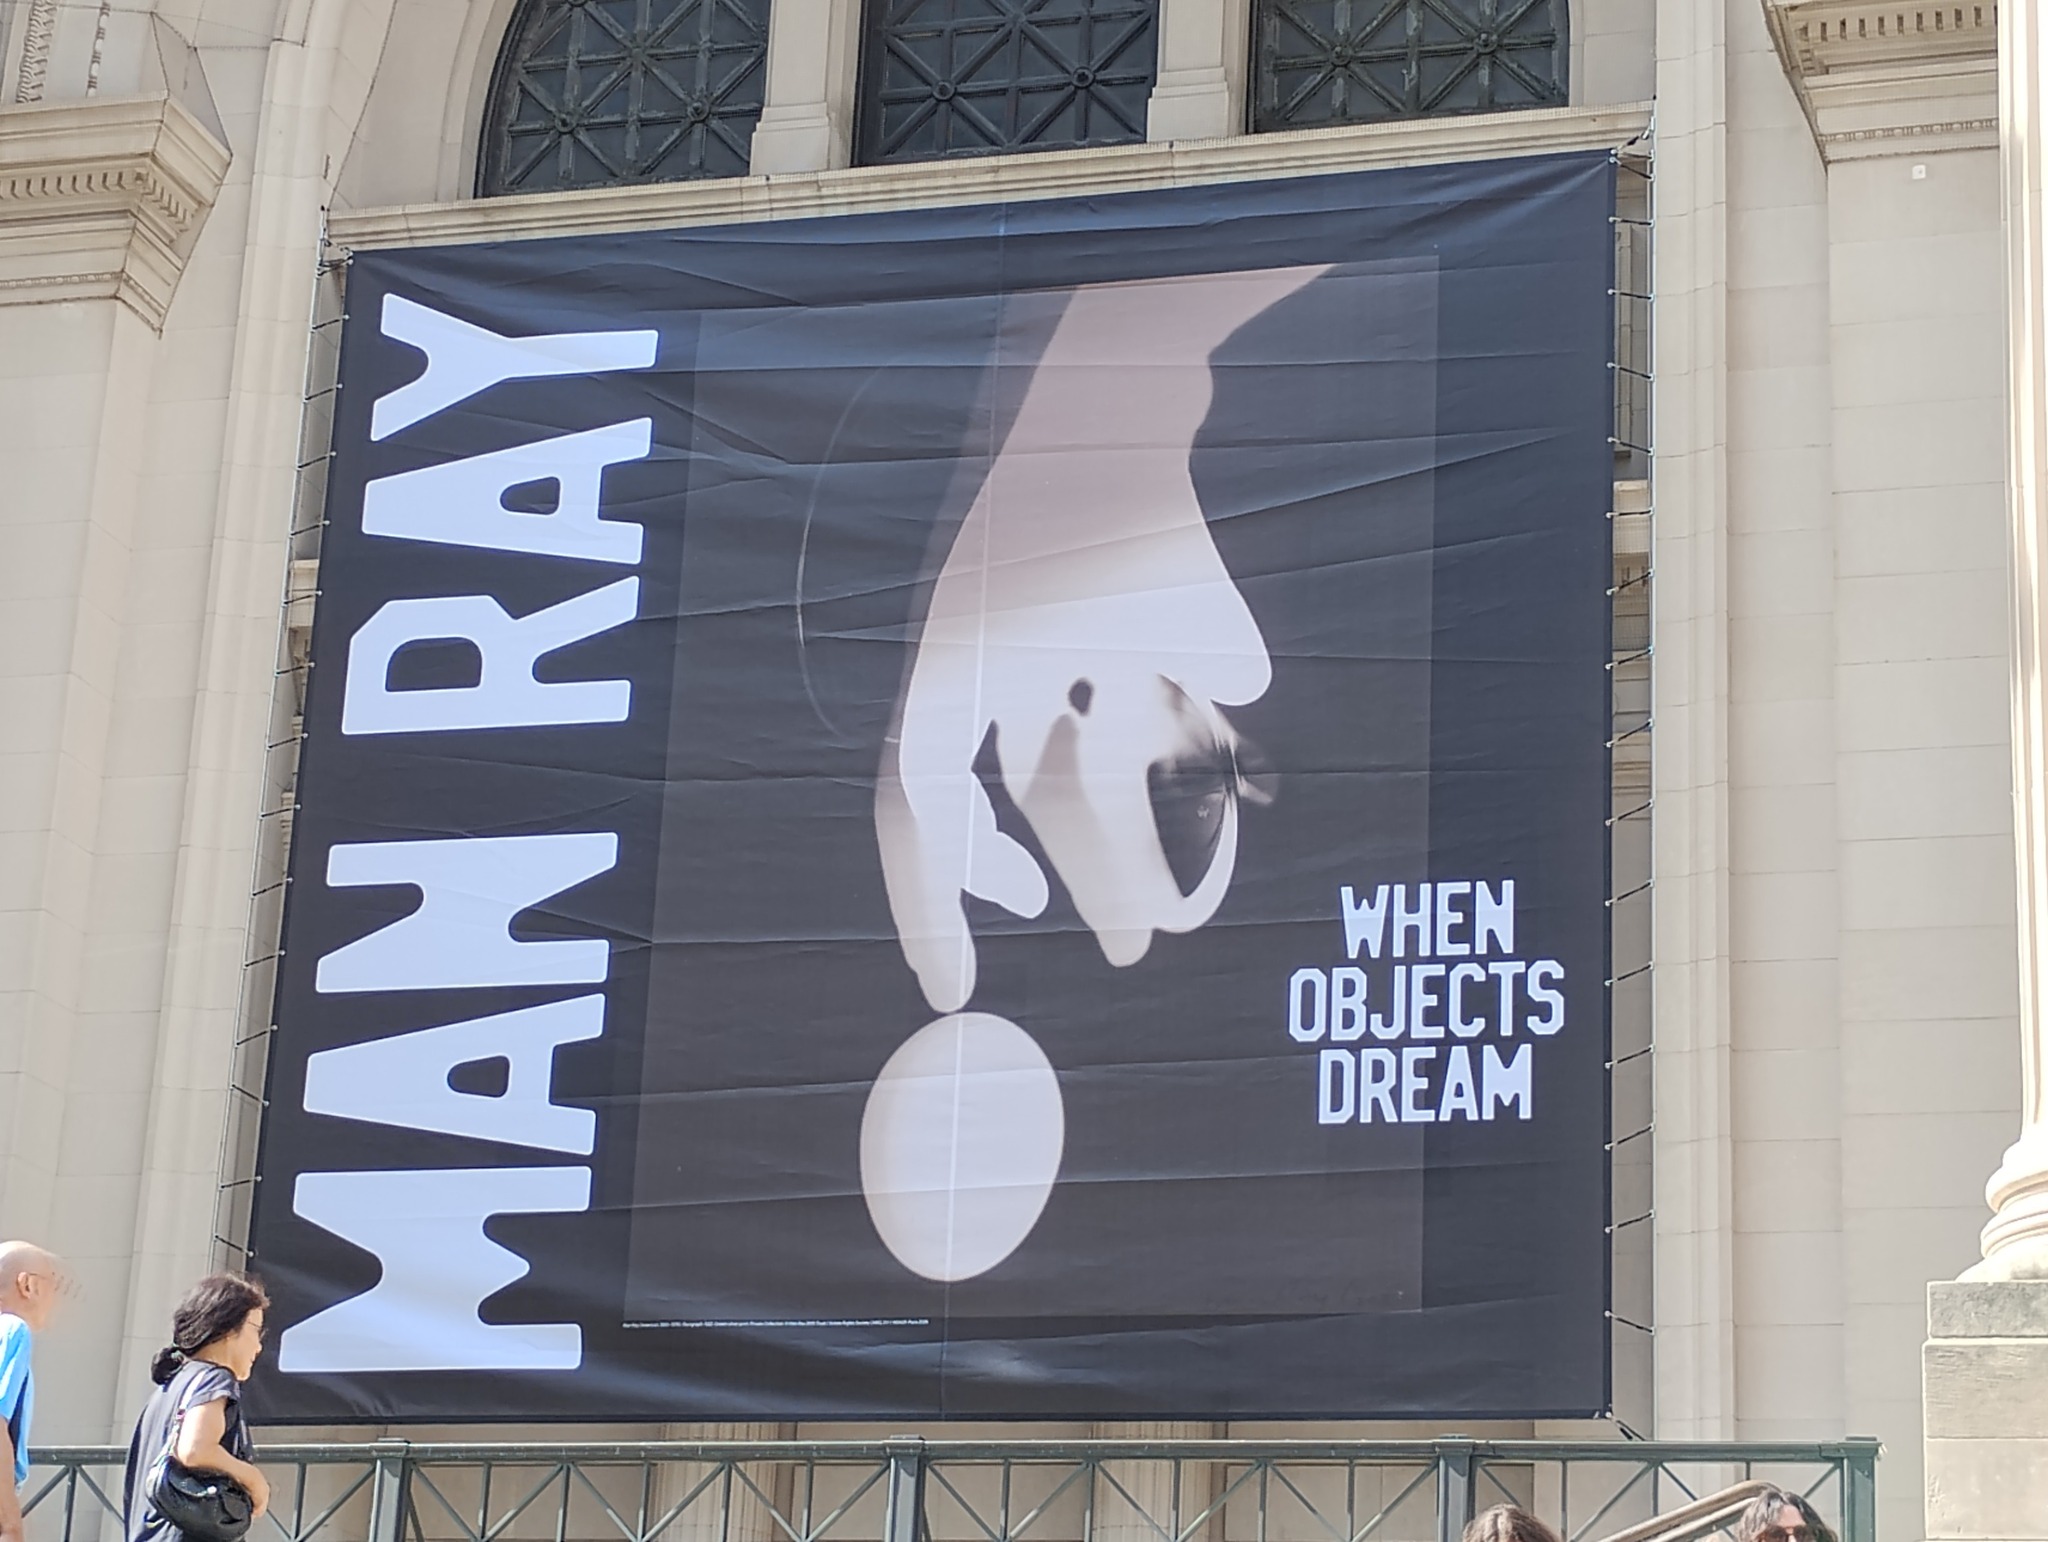 MAN RAY
WHEN
OBJECTS
DREAM